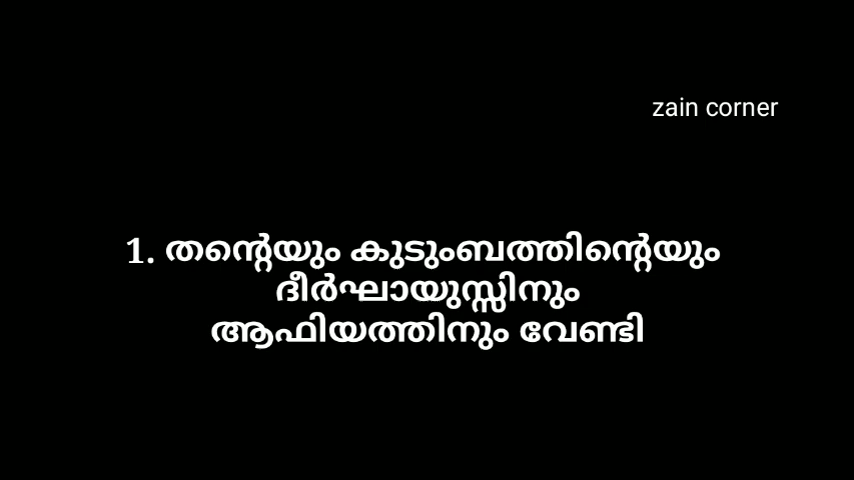 zain corner
1. തന്റെയും കുടുംബത്തിന്റെയും
ദീർഘായുസ്സിനും
ആഫിയത്തിനും വേണ്ടി